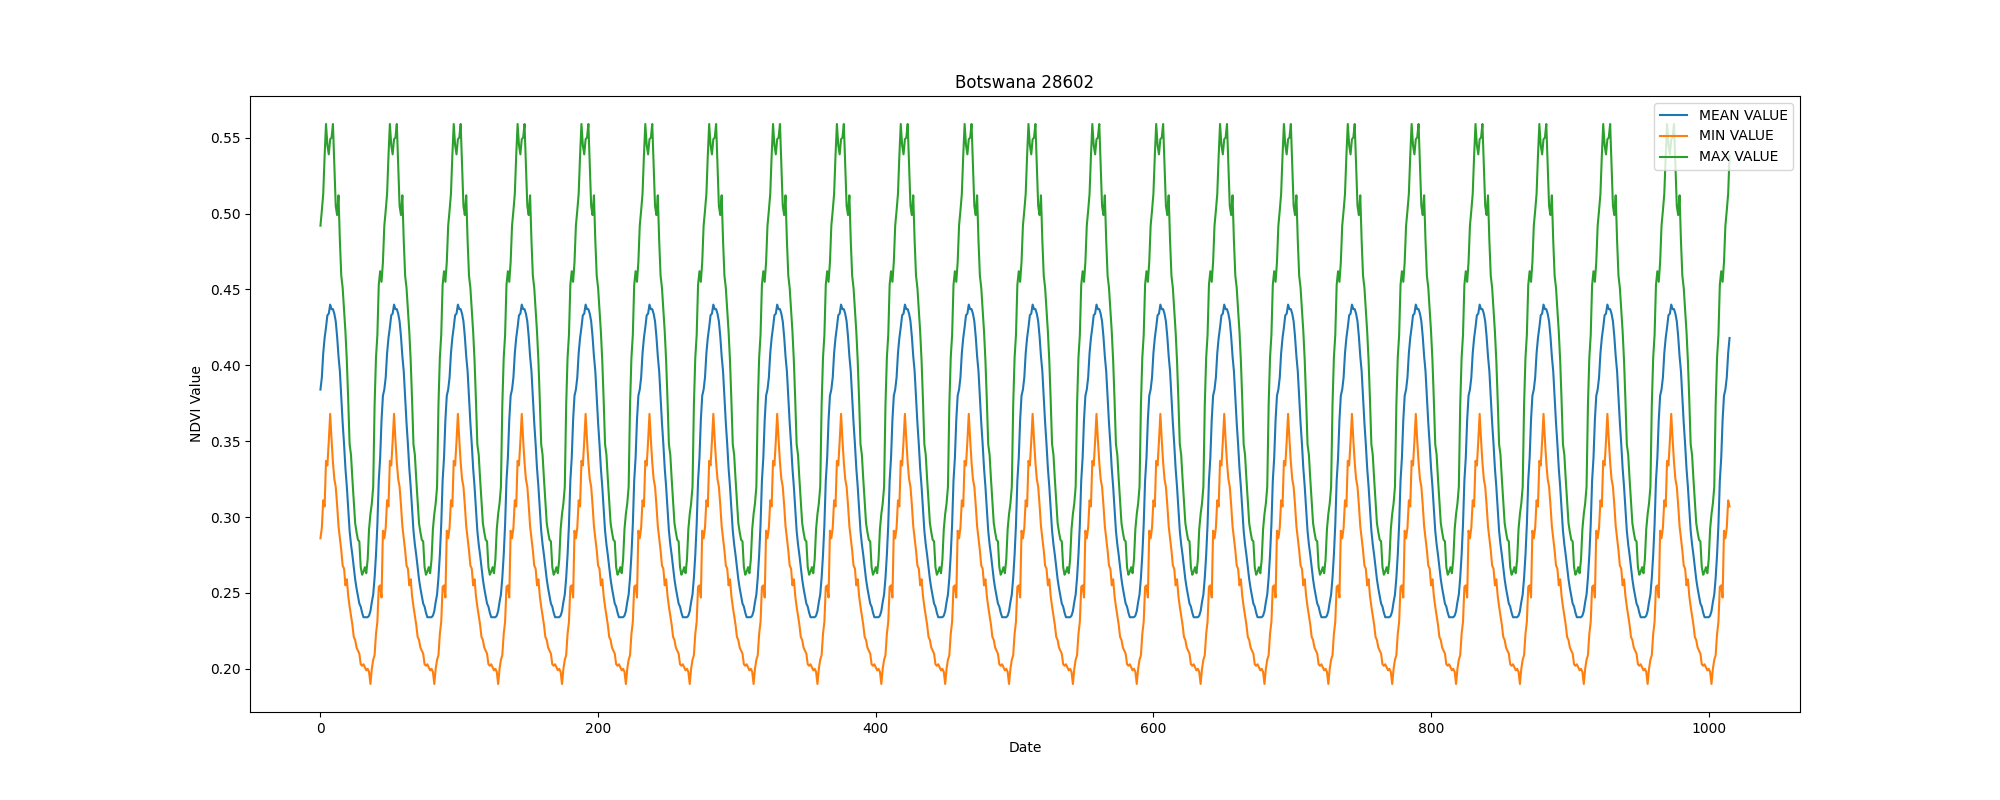 Botswana 28602
MEAN VALUE
MIN VALUE
MAX VALUE
0.55
0.50
0.45
0.40
0.35
0.30
0.25
0.20
NDVI Value
0 200 400 600 800 1000
Date